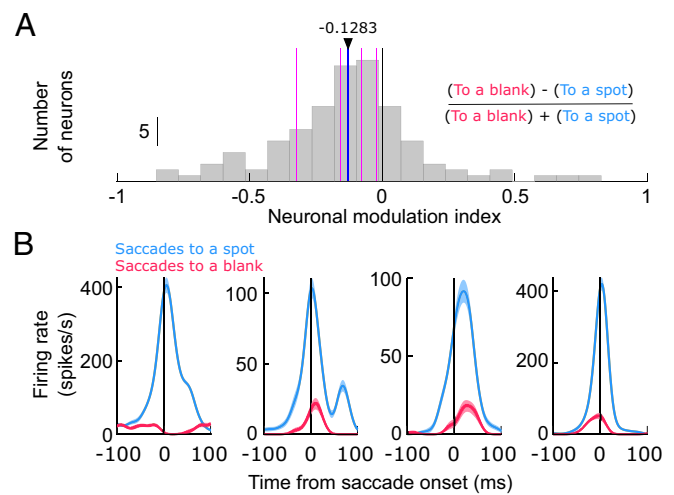 A
-0.1283
Number
of neurons
5
(To a blank) - (To a spot)
(To a blank) + (To a spot)
-1 -0.5 0 0.5 1
Neuronal modulation index
B
Saccades to a spot
Saccades to a blank
Firing rate
(spikes/s)
400
200
0
-100 0 100
100
50
0
-100 0 100
100
50
0
-100 0 100
400
200
0
-100 0 100
Time from saccade onset (ms)